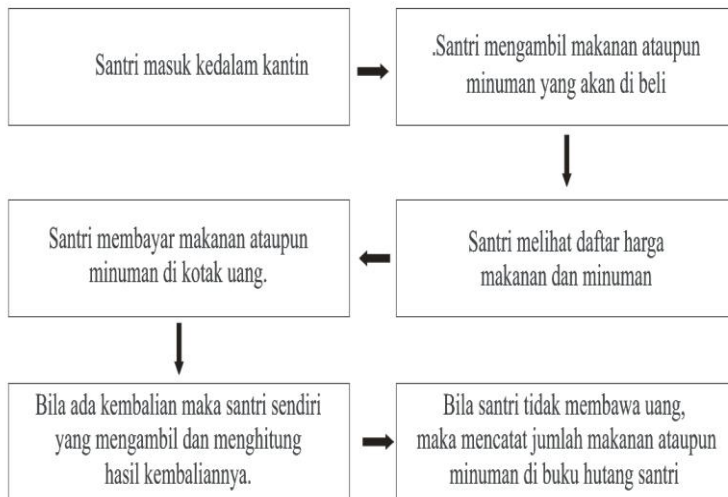 Santri masuk kedalam kantin
.Santri mengambil makanan ataupun
minuman yang akan di beli
Santri melihat daftar harga
makanan dan minuman
Santri membayar makanan ataupun
minuman di kotak uang.
Bila ada kembalian maka santri sendiri
yang mengambil dan menghitung
hasil kembaliannya.
Bila santri tidak membawa uang,
maka mencatat jumlah makanan ataupun
minuman di buku hutang santri